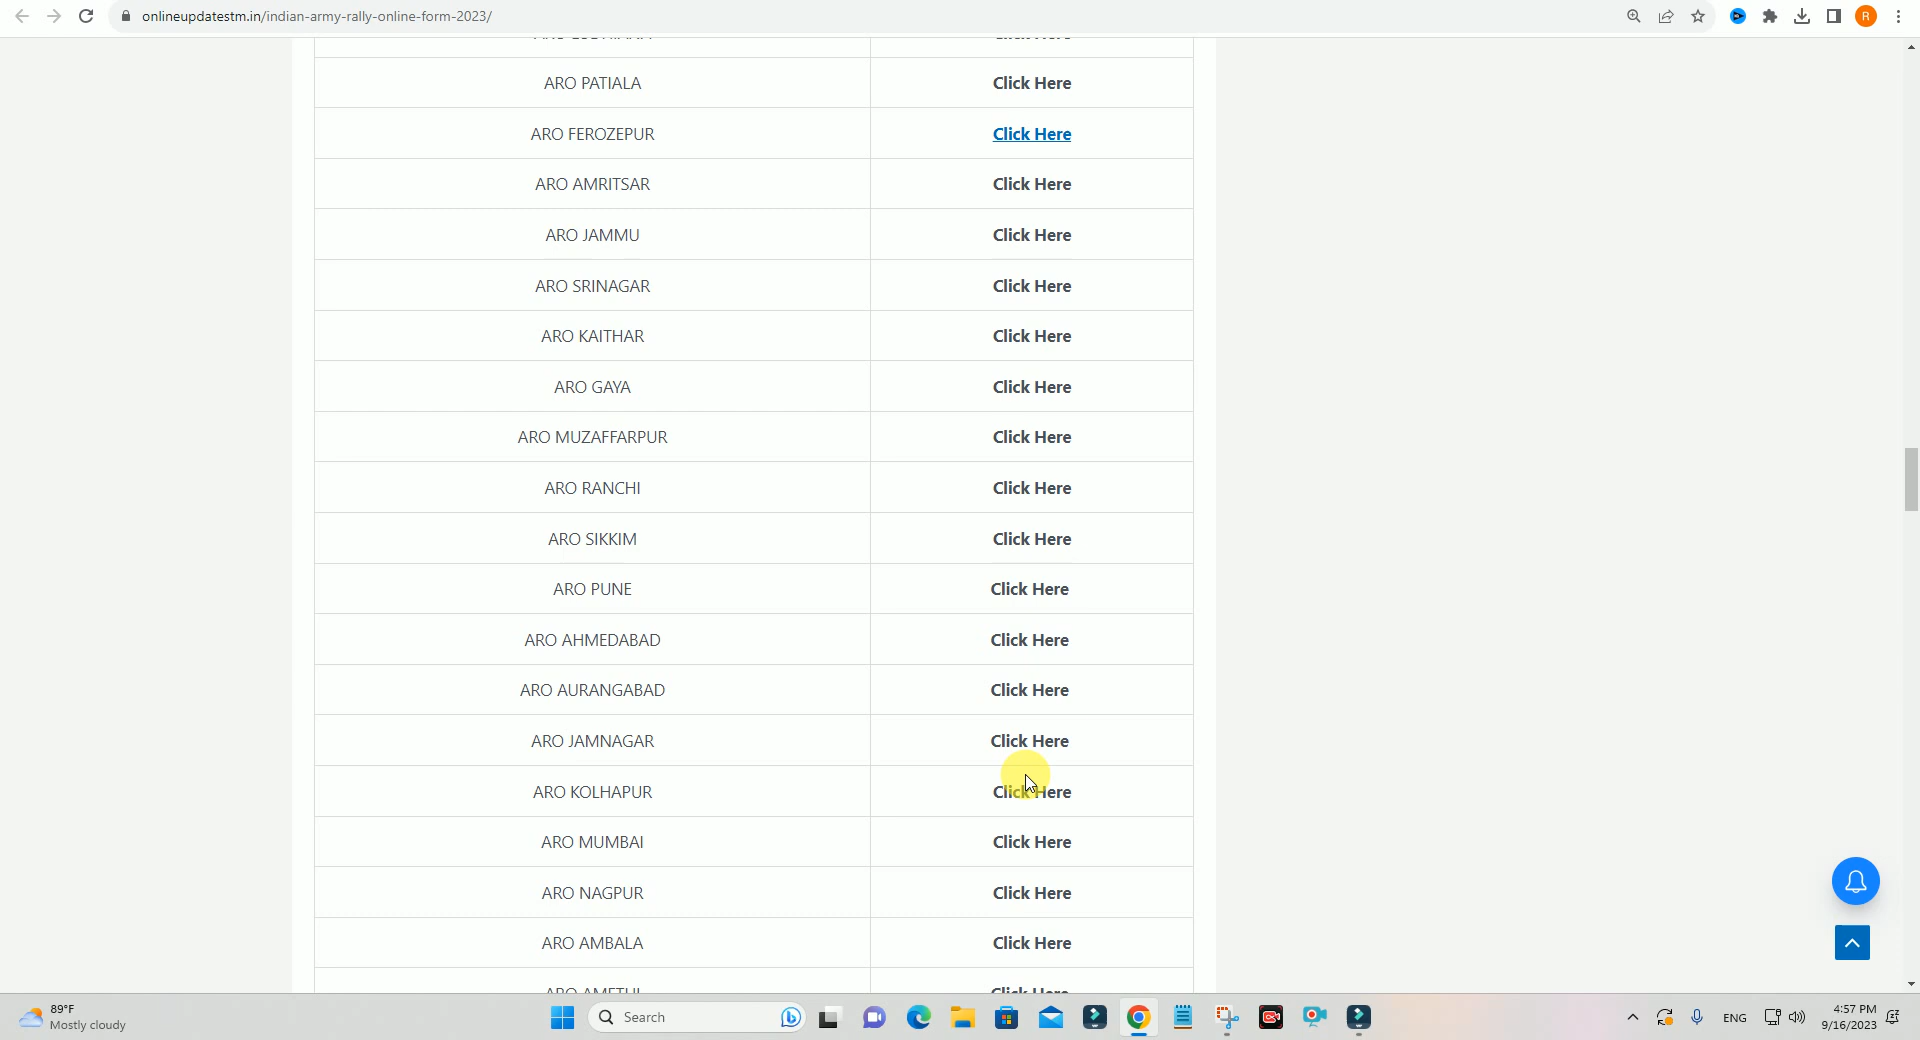 onlineupdatestm.in/indian-army-rally-online-form-2023/
R
ARO PATIALA Click Here
ARO FEROZEPUR Click Here
ARO AMRITSAR Click Here
ARO JAMMU Click Here
ARO SRINAGAR Click Here
ARO KAITHAR Click Here
ARO GAYA Click Here
ARO MUZAFFARPUR Click Here
ARO RANCHI Click Here
ARO SIKKIM Click Here
ARO PUNE Click Here
ARO AHMEDABAD Click Here
ARO AURANGABAD Click Here
ARO JAMNAGAR Click Here
ARO KOLHAPUR Click Here
ARO MUMBAI Click Here
ARO NAGPUR Click Here
ARO AMBALA Click Here
89°F
Mostly cloudy
Search
ENG
4:57 PM
9/16/2023